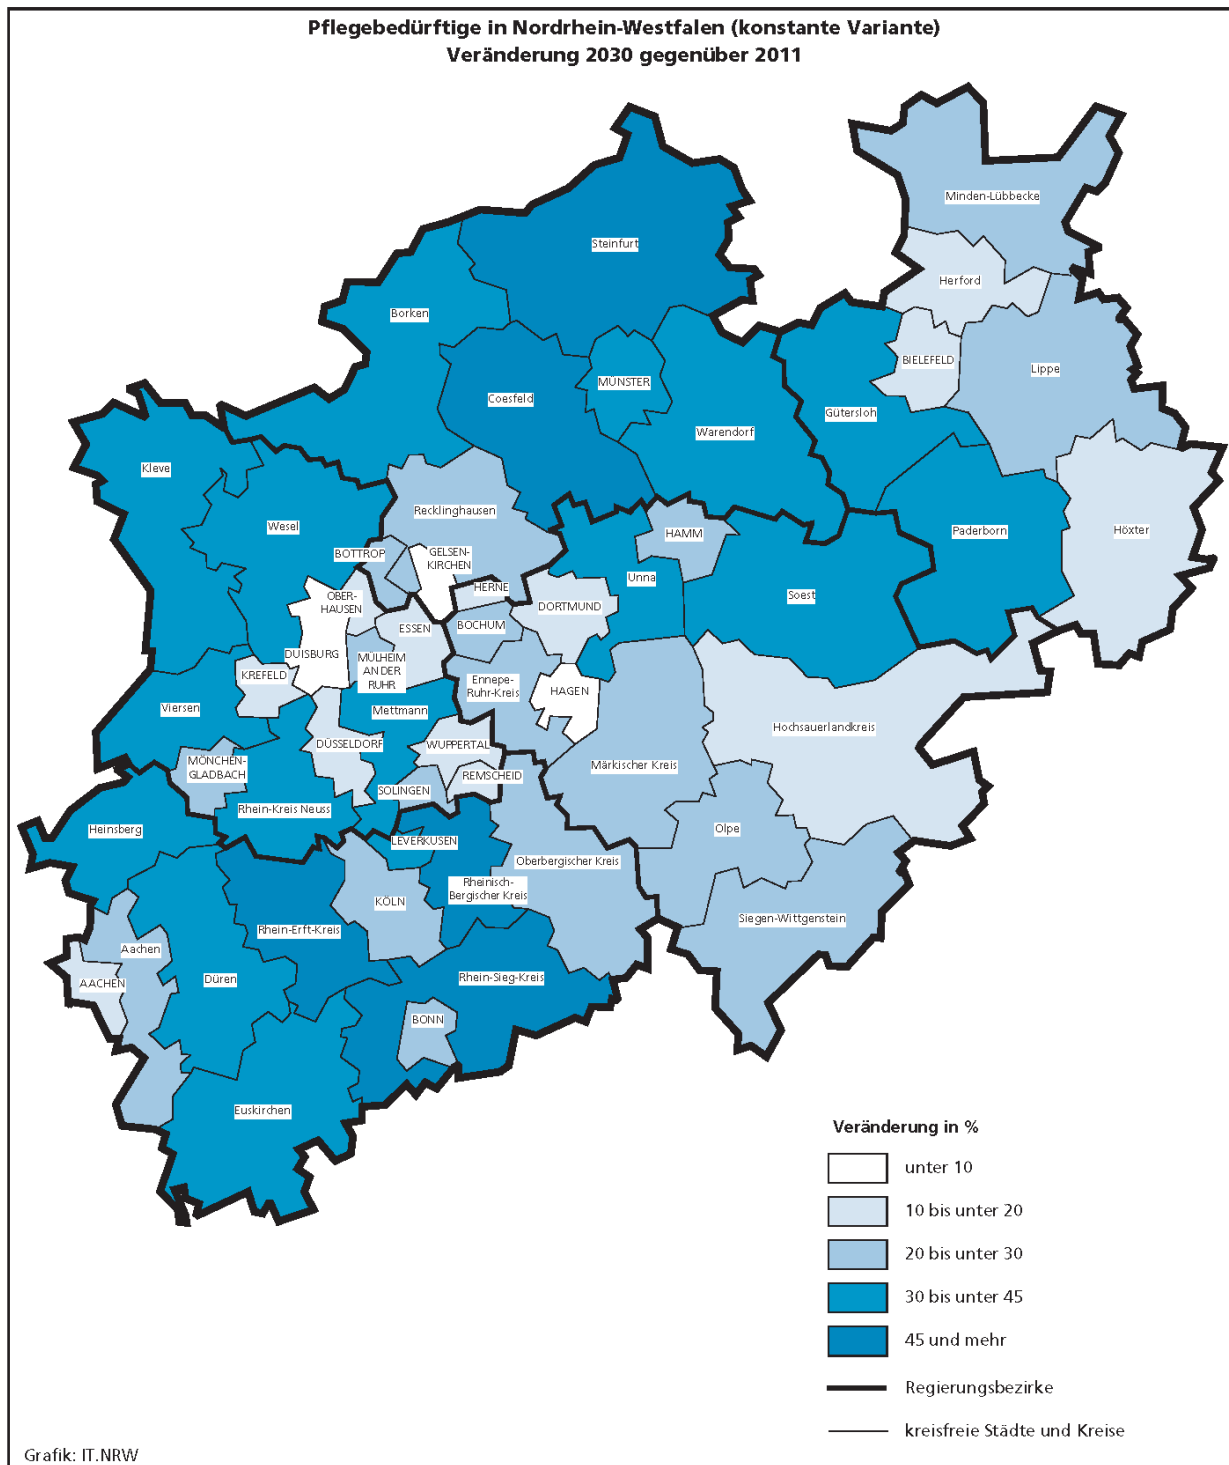 Pflegebedürftige in Nordrhein-Westfalen (konstante Variante)
Veränderung 2030 gegenüber 2011
Minden-Lübbecke
Steinfurt
Herford
Borken
BIELEFELD
Lippe
MÜNSTER
Coesfeld
Gütersloh
Warendorf
Kleve
Recklinghausen
Wesel
Paderborn
Höxter
HAMM
BOTTROP
GELSEN-
KIRCHEN
Unna
HERNE
Soest
OBER-
HAUSEN
DORTMUND
ESSEN
BOCHUM
DUISBURG
MÜLHEIM
AN DER
RUHR
KREFELD
Ennepe-
Ruhr-Kreis
HAGEN
Viersen
Mettmann
Hochsauerlandkreis
DÜSSELDORF
WUPPERTAL
MÖNCHEN-
GLADBACH
Märkischer Kreis
REMSCHEID
SOLINGEN
Rhein-Kreis Neuss
Heinsberg
Olpe
LEVERKUSEN
Oberbergischer Kreis
Rheinisch-
Bergischer Kreis
KÖLN
Siegen-Wittgenstein
Rhein-Erft-Kreis
Aachen
AACHEN
Düren
Rhein-Sieg-Kreis
BONN
Euskirchen
Veränderung in %
unter 10
10 bis unter 20
20 bis unter 30
30 bis unter 45
45 und mehr
Regierungsbezirke
kreisfreie Städte und Kreise
Grafik: IT.NRW